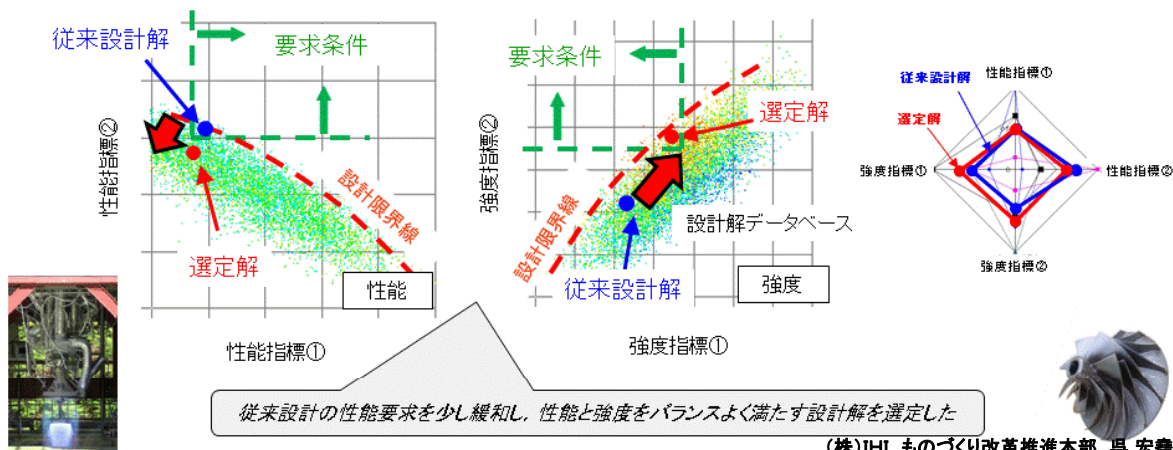 従来設計解
要求条件
性能指標②
設計限界線
選定解
性能
性能指標①
要求条件
選定解
強度指標②
設計解データベース
設計限界線
従来設計解
強度
強度指標①
従来設計解
性能指標①
選定解
強度指標①
性能指標②
強度指標②
従来設計の性能要求を少し緩和し，性能と強度をバランスよく満たす設計解を選定した
(株)IHI ものづくり改革推進本部 呉 宏堯